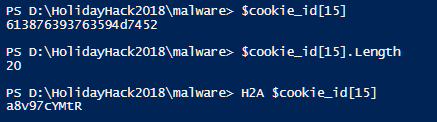 PS D:\HolidayHack2018\malware> $cookie_id[15]
613876393763594d7452
PS D:\HolidayHack2018\malware> $cookie_id[15].Length
20
PS D:\HolidayHack2018\malware> H2A $cookie_id[15]
a8v97cYMtR